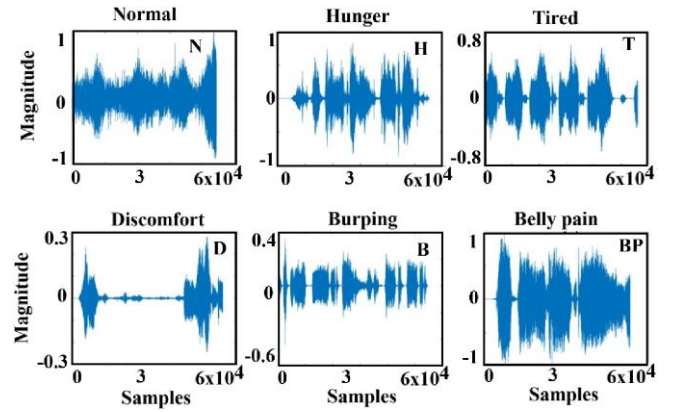 Normal
Hunger
Tired
Magnitude
1
0
-1
N
0
3
6x10⁴
1
0
-1
H
0
3
6x10⁴
0.8
0
-0.8
T
0
3
6x10⁴
Discomfort
Burping
Belly pain
Magnitude
0.3
0
-0.3
D
0
3
6x10⁴
Samples
0.4
0
-0.6
B
0
3
6x10⁴
Samples
1
0
-1
BP
0
3
6x10⁴
Samples